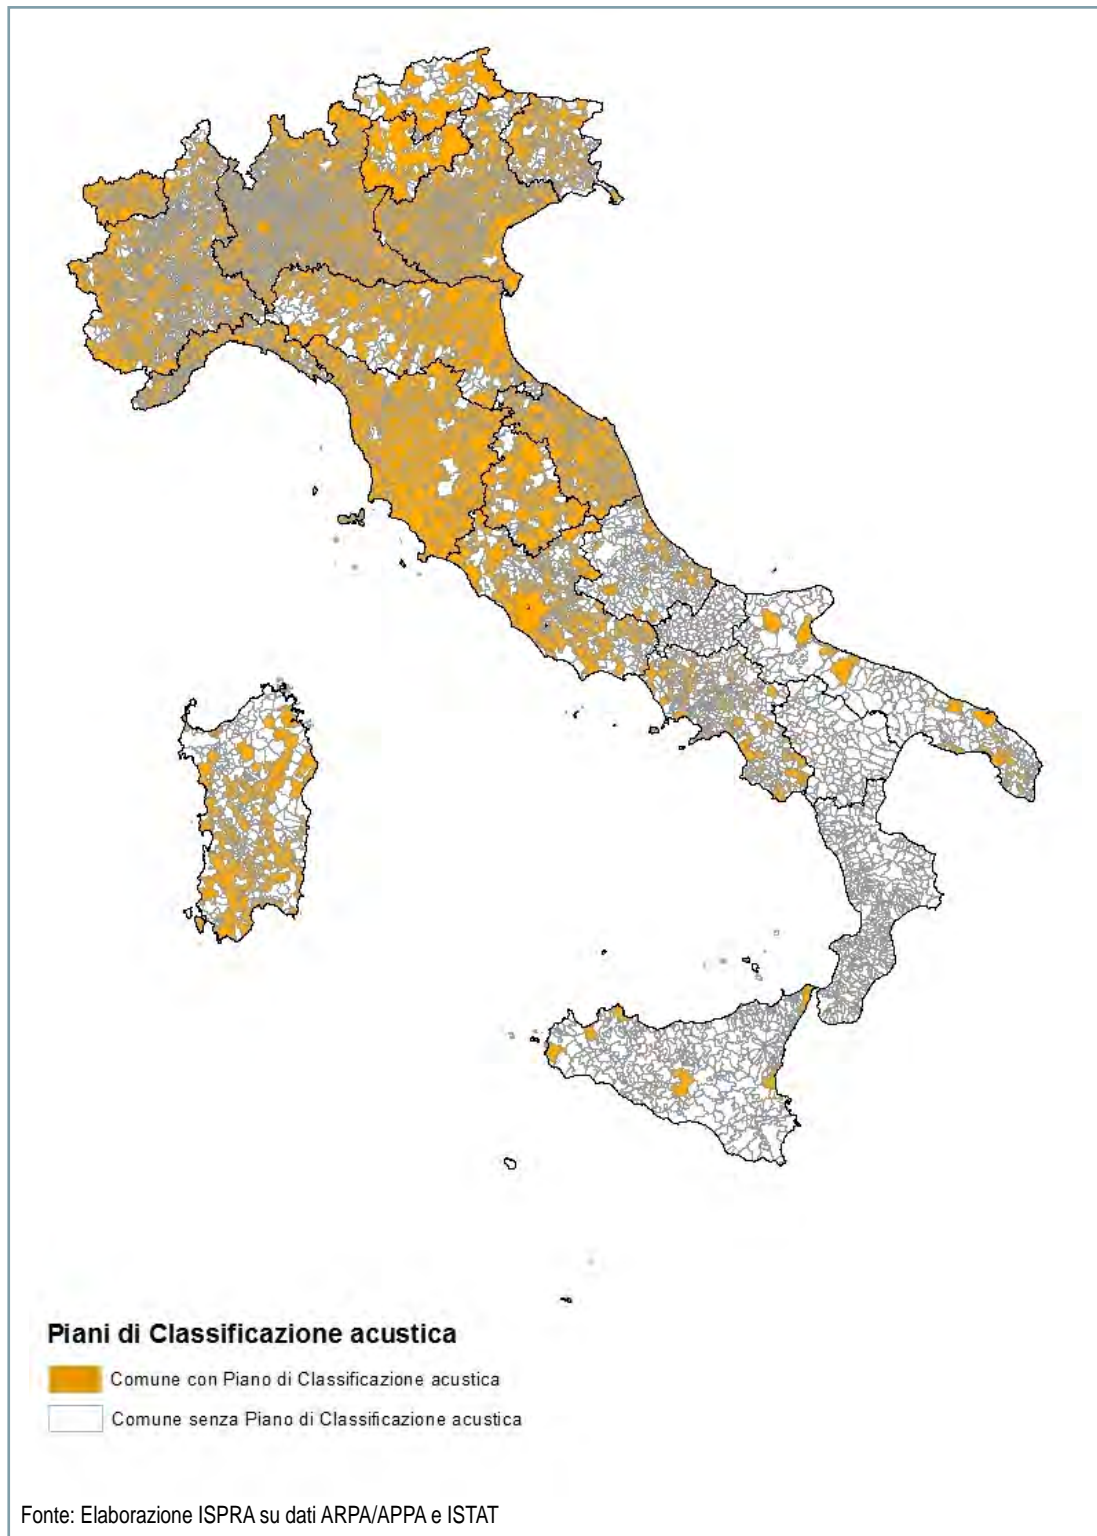 Piani di Classificazione acustica
Comune con Piano di Classificazione acustica
Comune senza Piano di Classificazione acustica
Fonte: Elaborazione ISPRA su dati ARPA/APPA e ISTAT